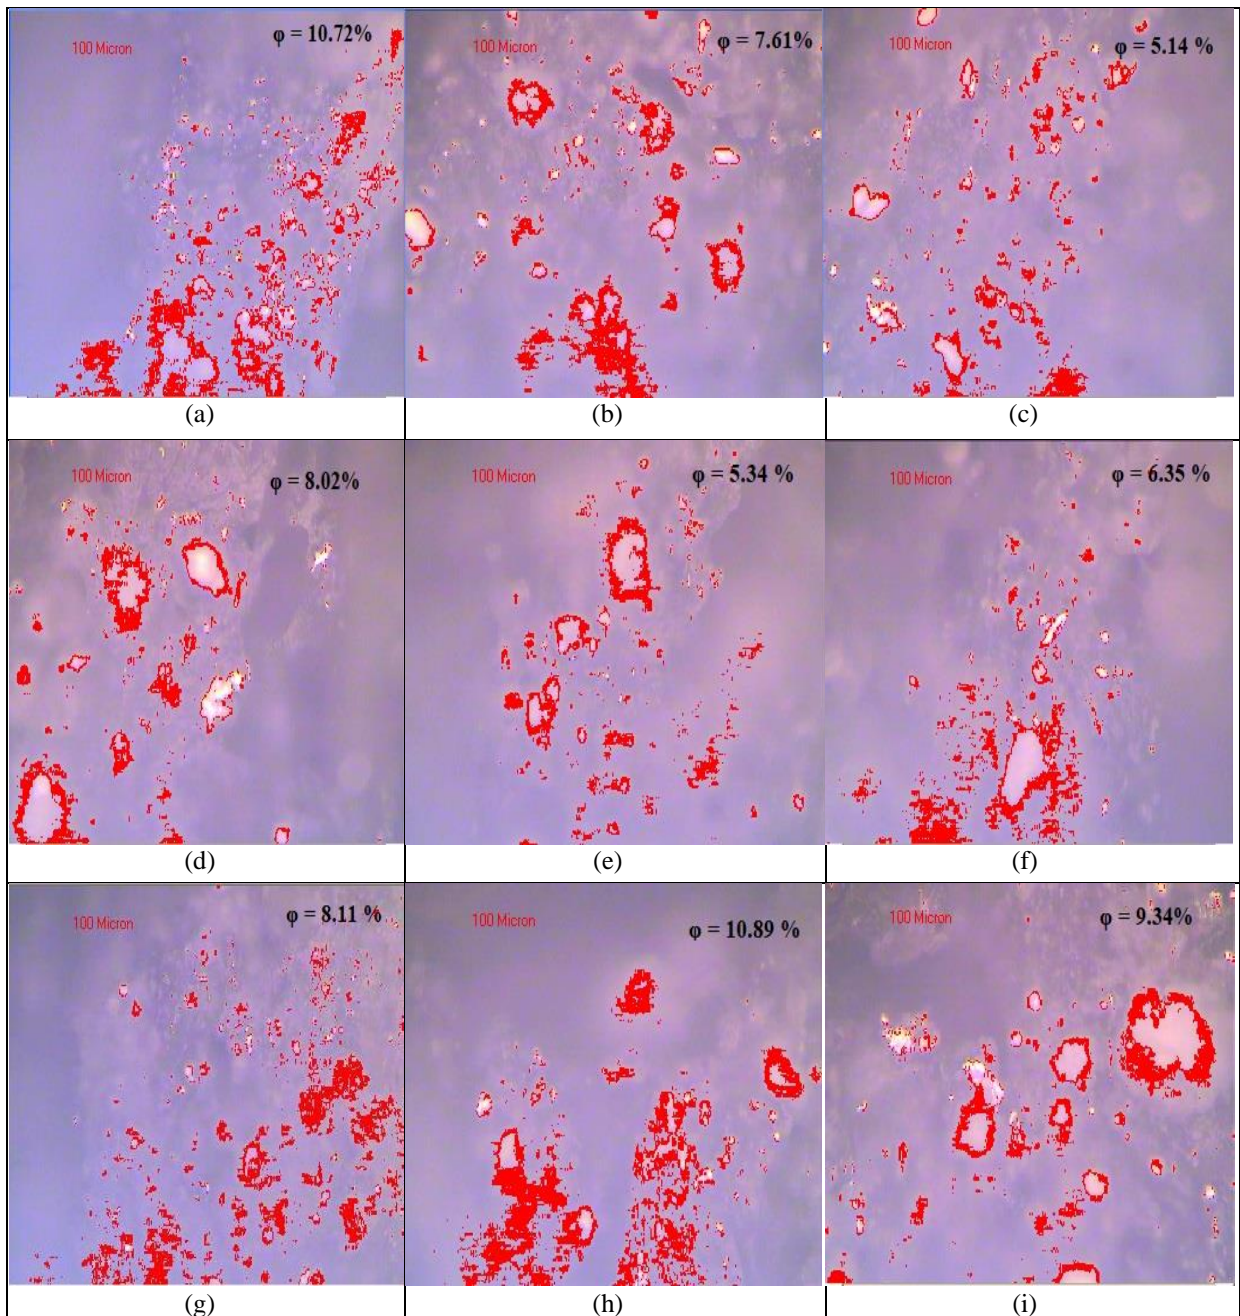 100 Micron
φ = 10.72%
100 Micron
φ = 7.61%
100 Micron
φ = 5.14 %
(a)
(b)
(c)
100 Micron
φ = 8.02%
100 Micron
φ = 5.34 %
100 Micron
φ = 6.35 %
(d)
(e)
(f)
100 Micron
φ = 8.11 %
100 Micron
φ = 10.89 %
100 Micron
φ = 9.34%
(g)
(h)
(i)